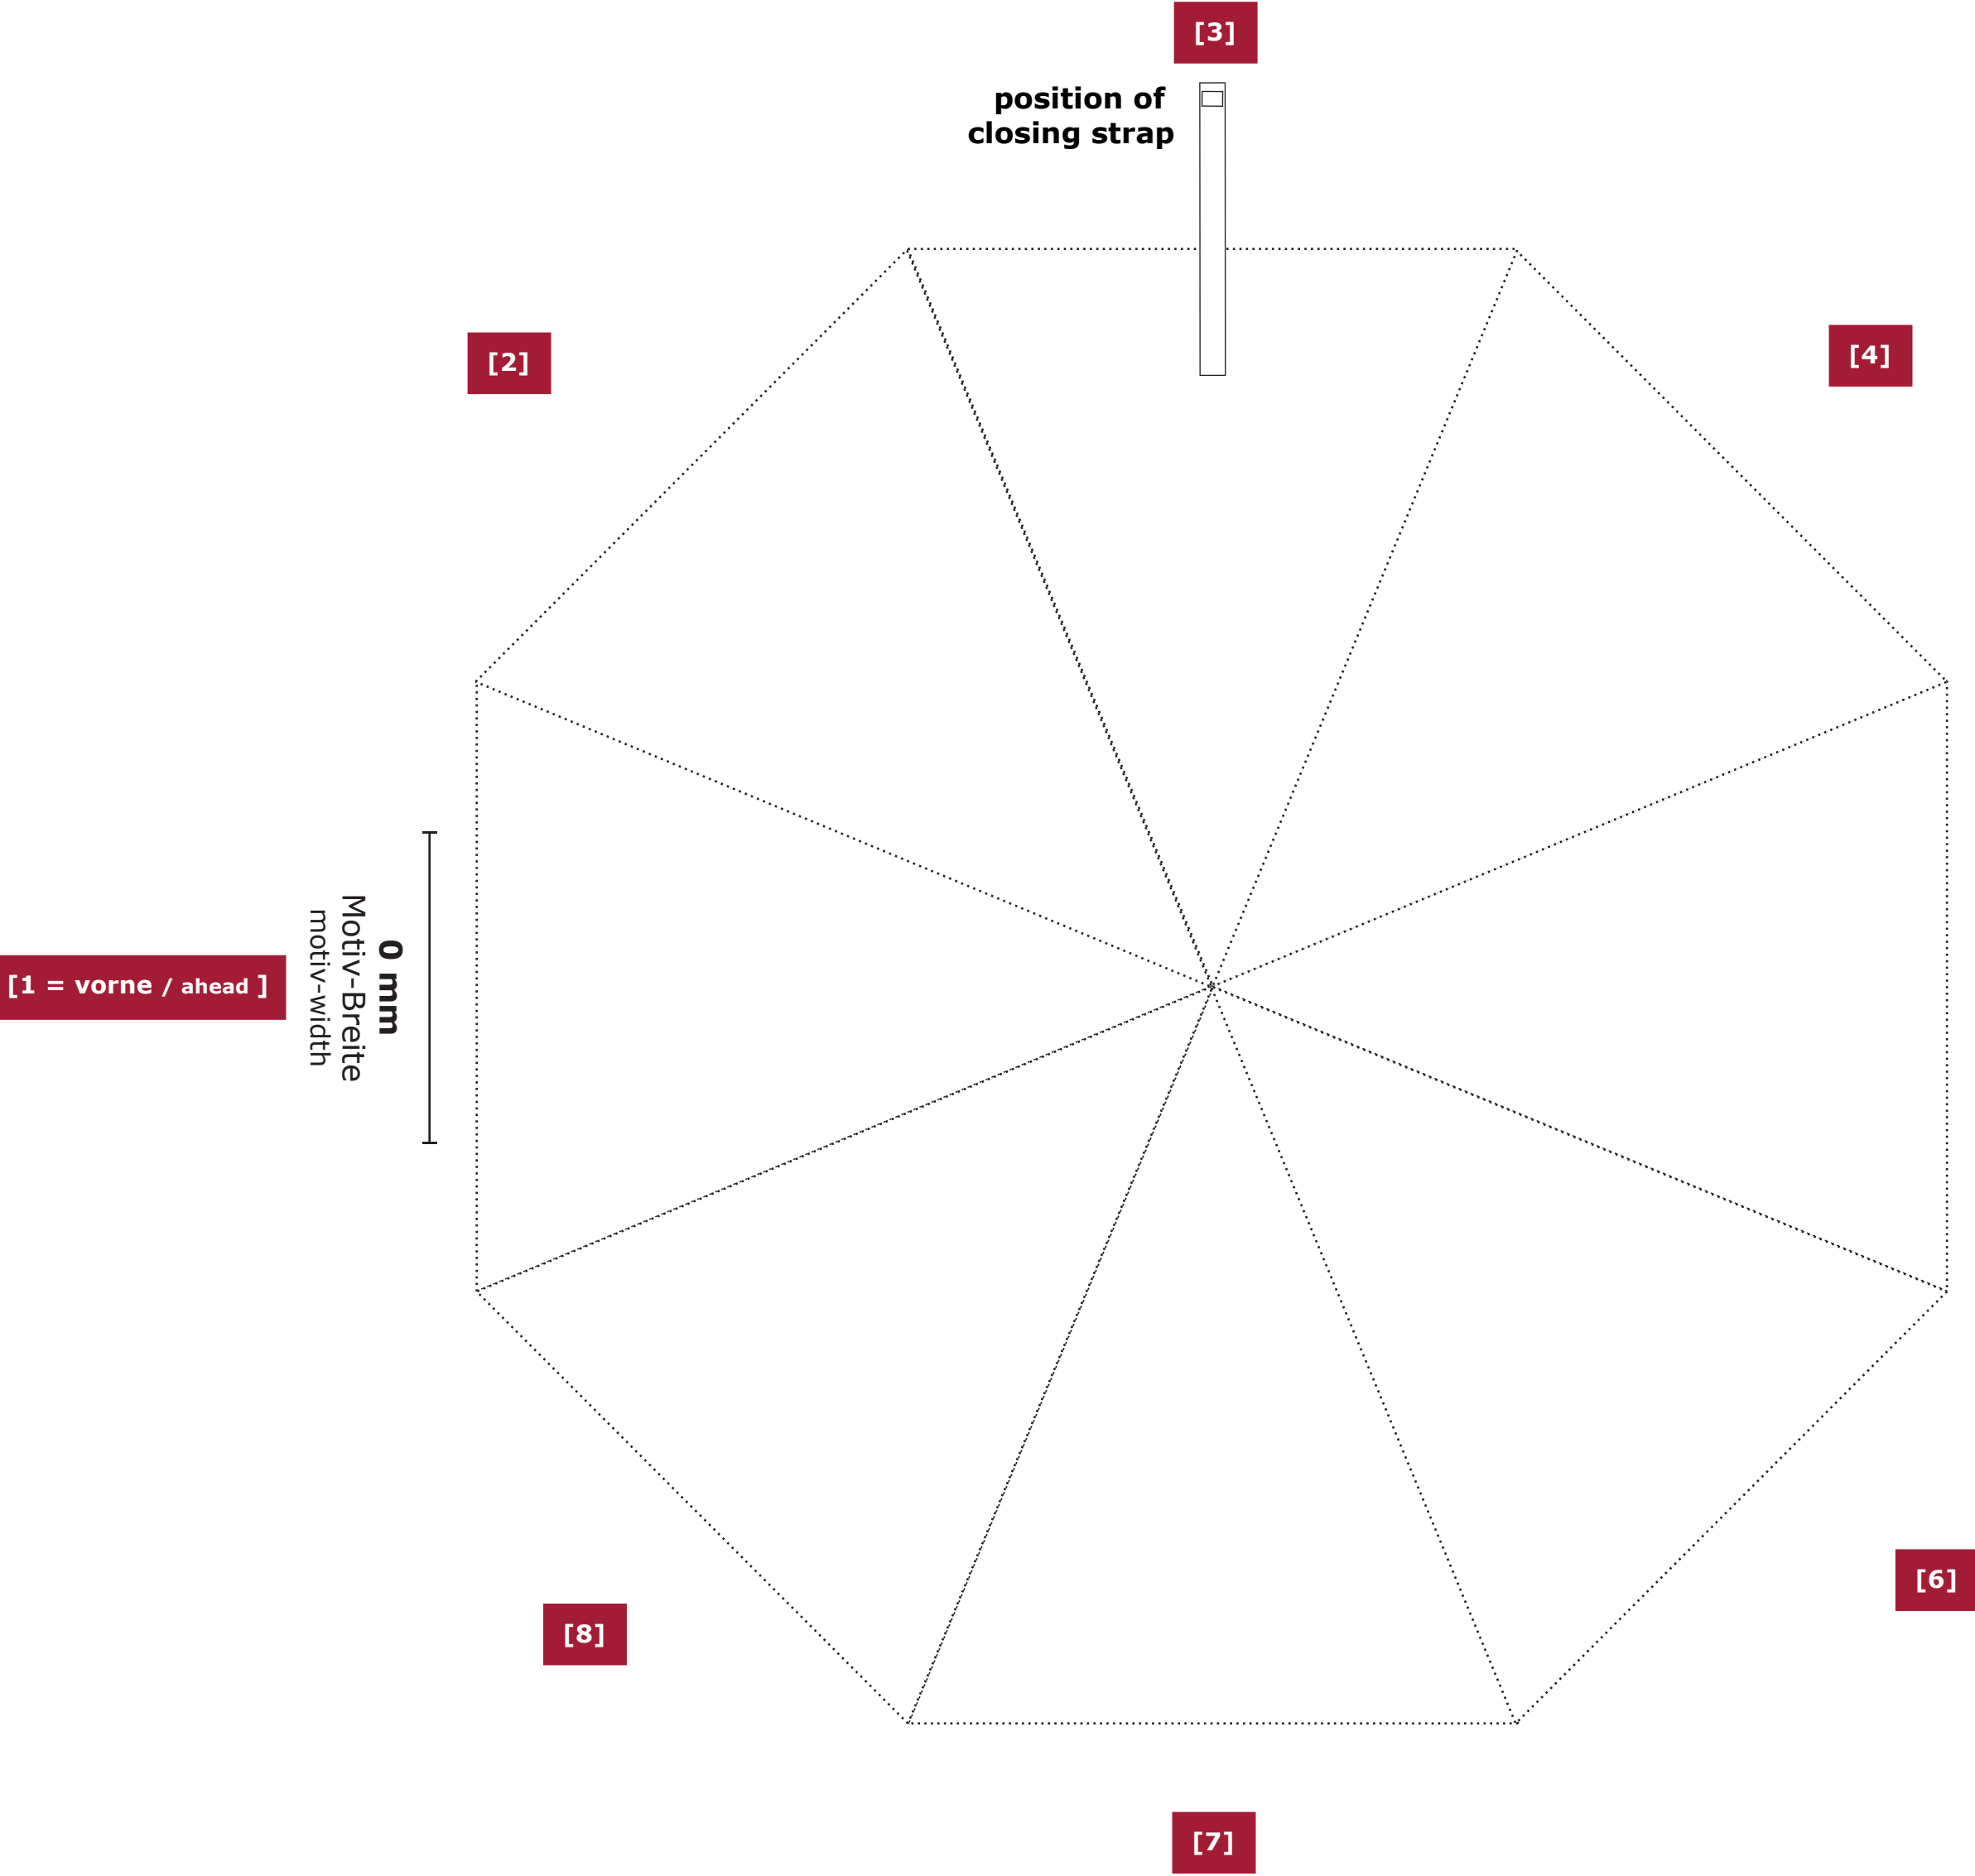 [3]
position of
closing strap
[2]
[4]
0 mm
Motiv-Breite
motiv-width
[1 = vorne / ahead ]
[6]
[8]
[7]